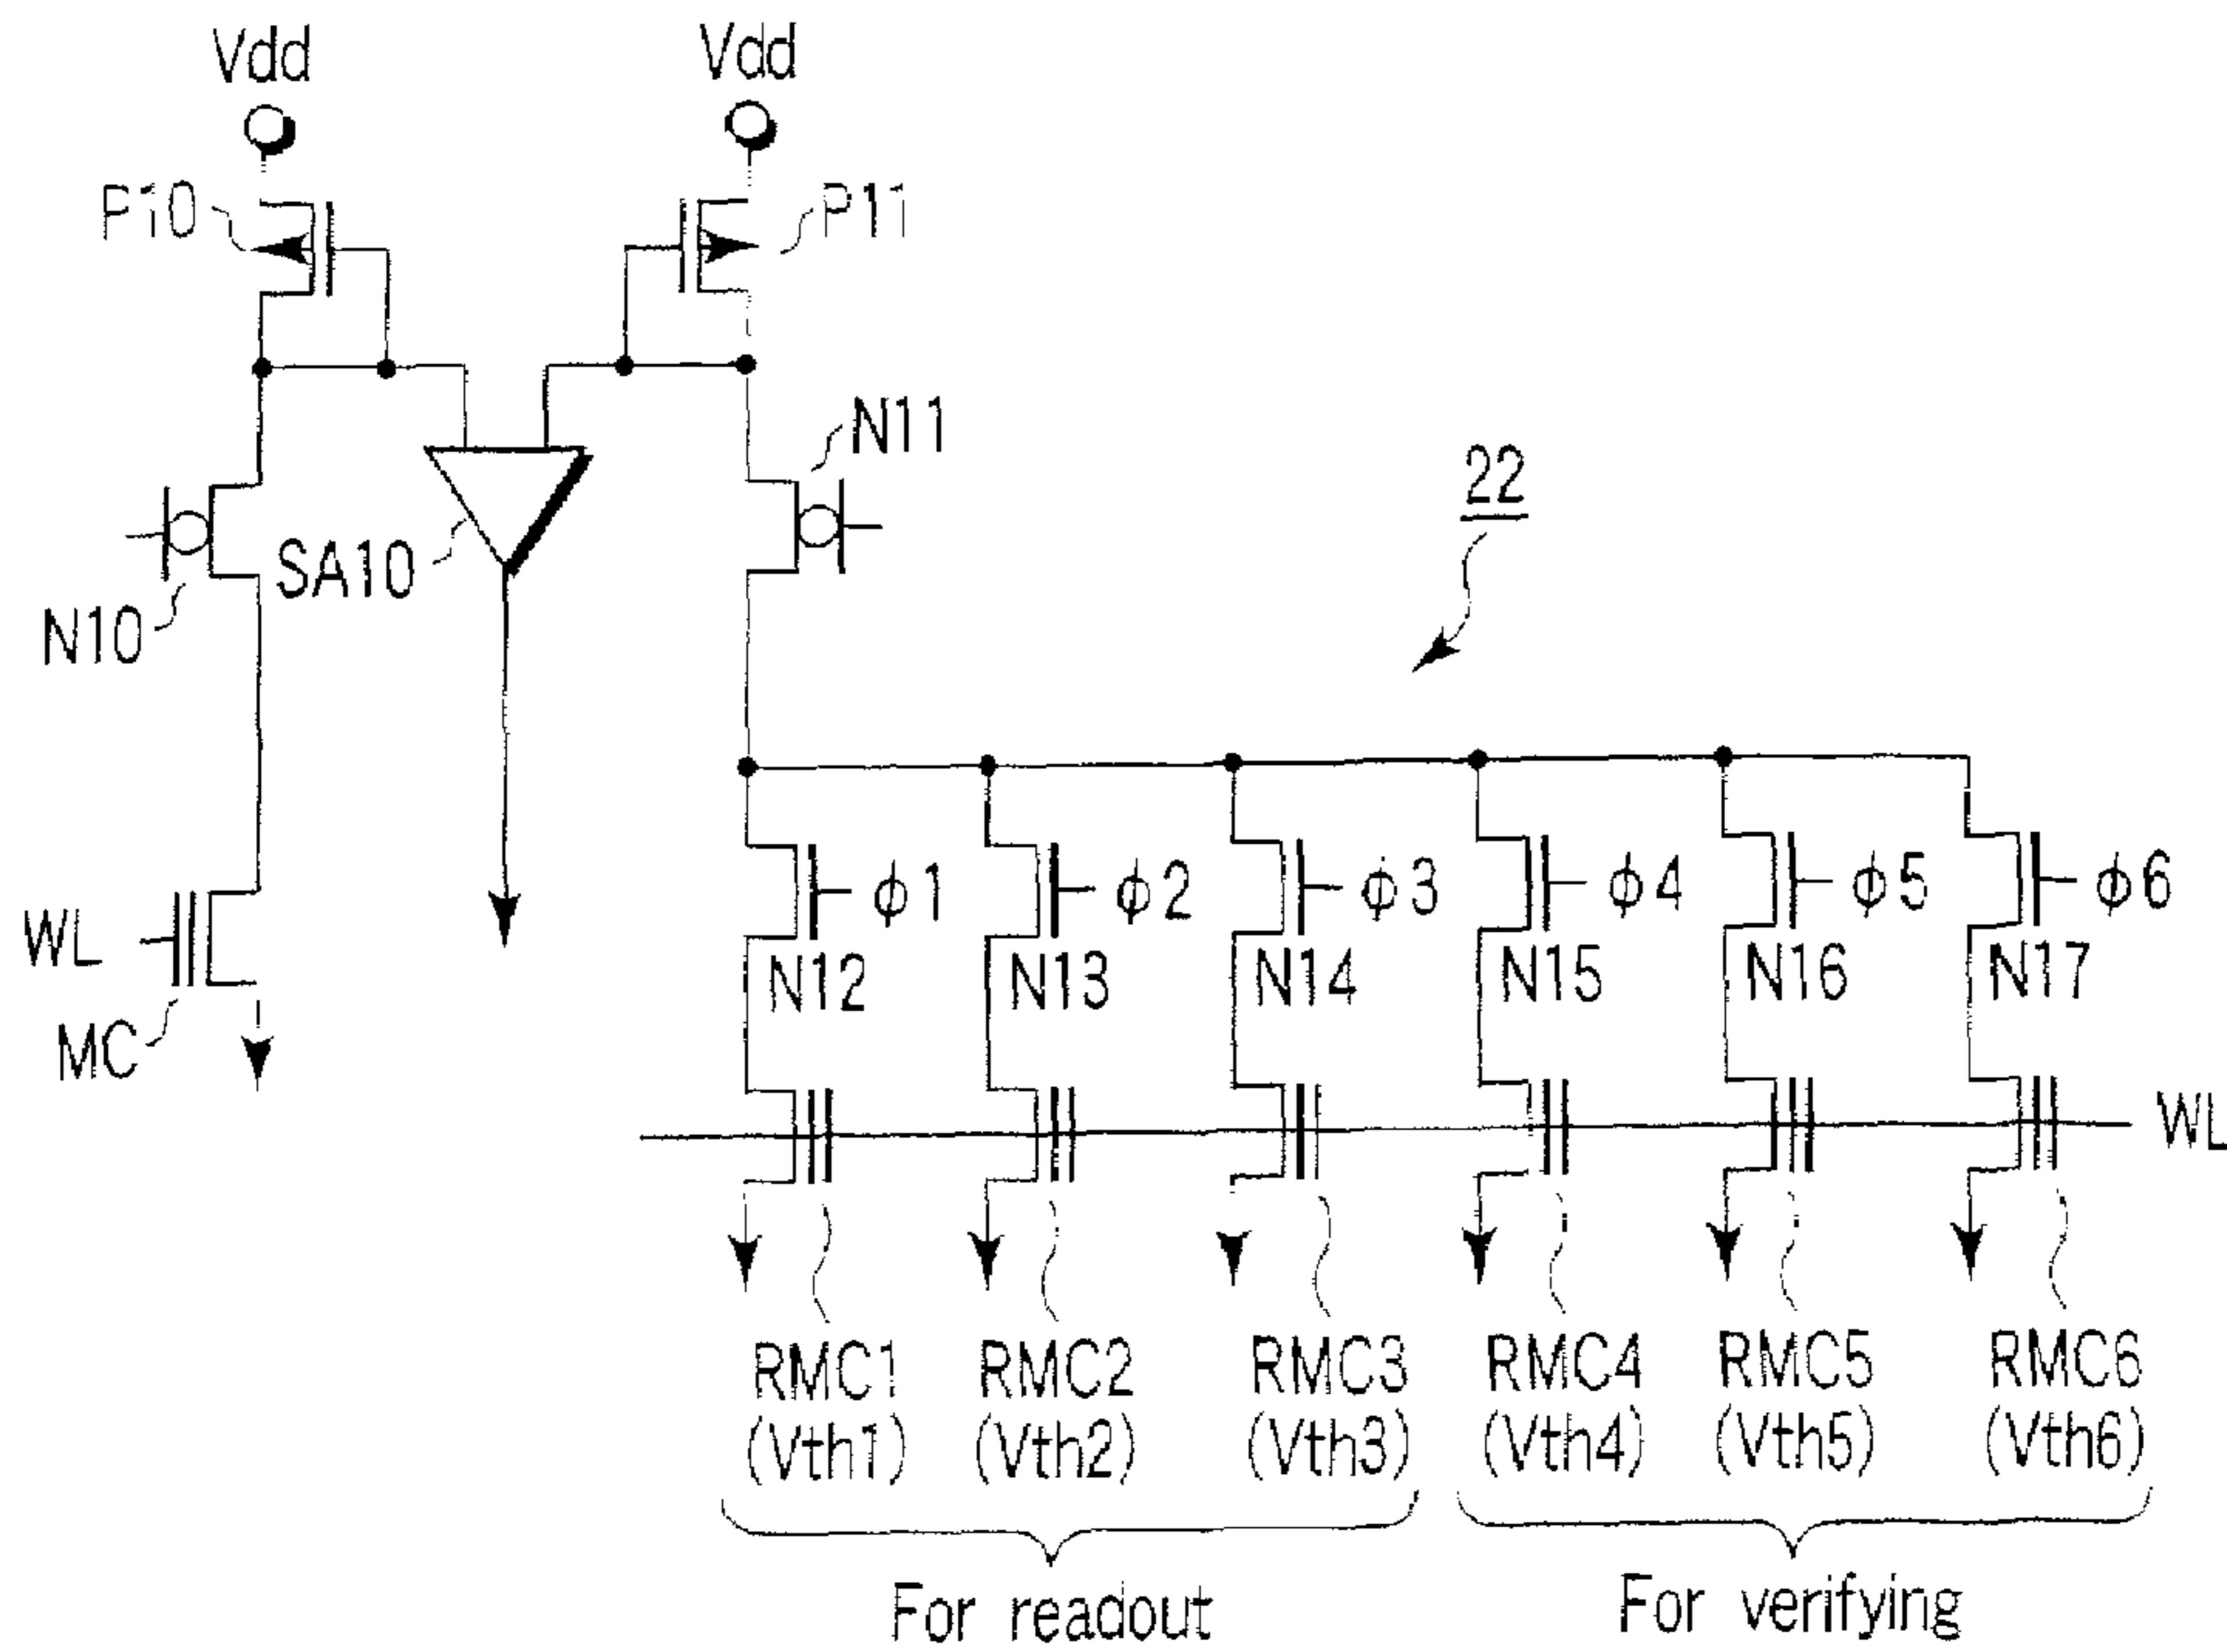 Vdd
Vdd
P10
P11
N11
22
SA10
N10
φ1
φ2
φ3
φ4
φ5
φ6
WL
N12
N13
N14
N15
N16
N17
MC
WL
RMC1
(Vth1)
RMC2
(Vth2)
RMC3
(Vth3)
RMC4
(Vth4)
RMC5
(Vth5)
RMC6
(Vth6)
For readout
For verifying